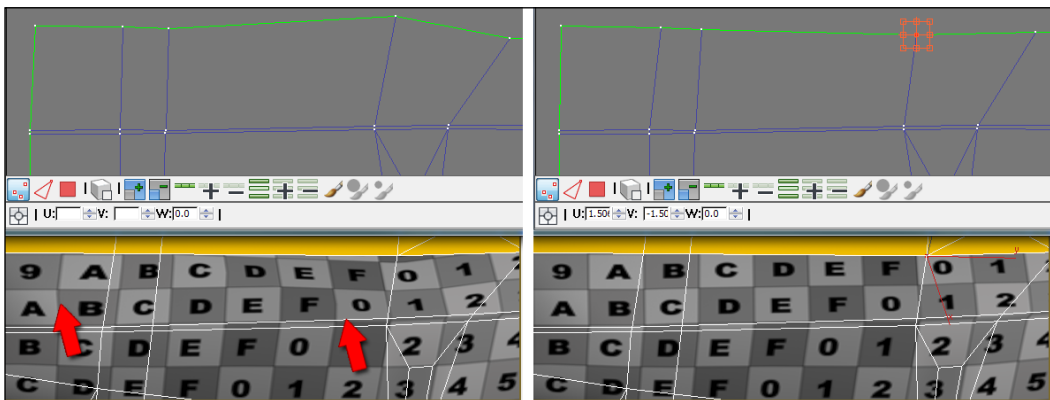 U: V: W: 0.0
9 A B C D E F 0 1 2
A B C D E F 0 1 2
B C D E F 0 2 3 4
C D E F 0 1 2 3 4 5
U: 1.50 V: -1.50 W: 0.0
y
9 A B C D E F 0 1
A B C D E F 0 1 2
B C D E F 0 1 2 3 4
C D E F 0 1 2 3 4 5